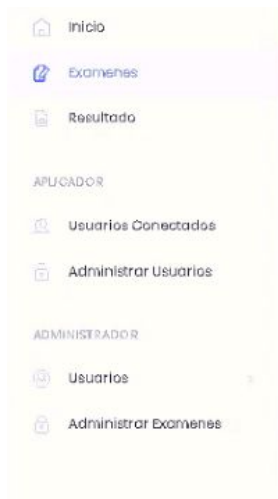 Inicio
Examenes
Resultado
APLICADOR
Usuarios Conectados
Administrar Usuarios
ADMINISTRADOR
Usuarios
Administrar Examenes